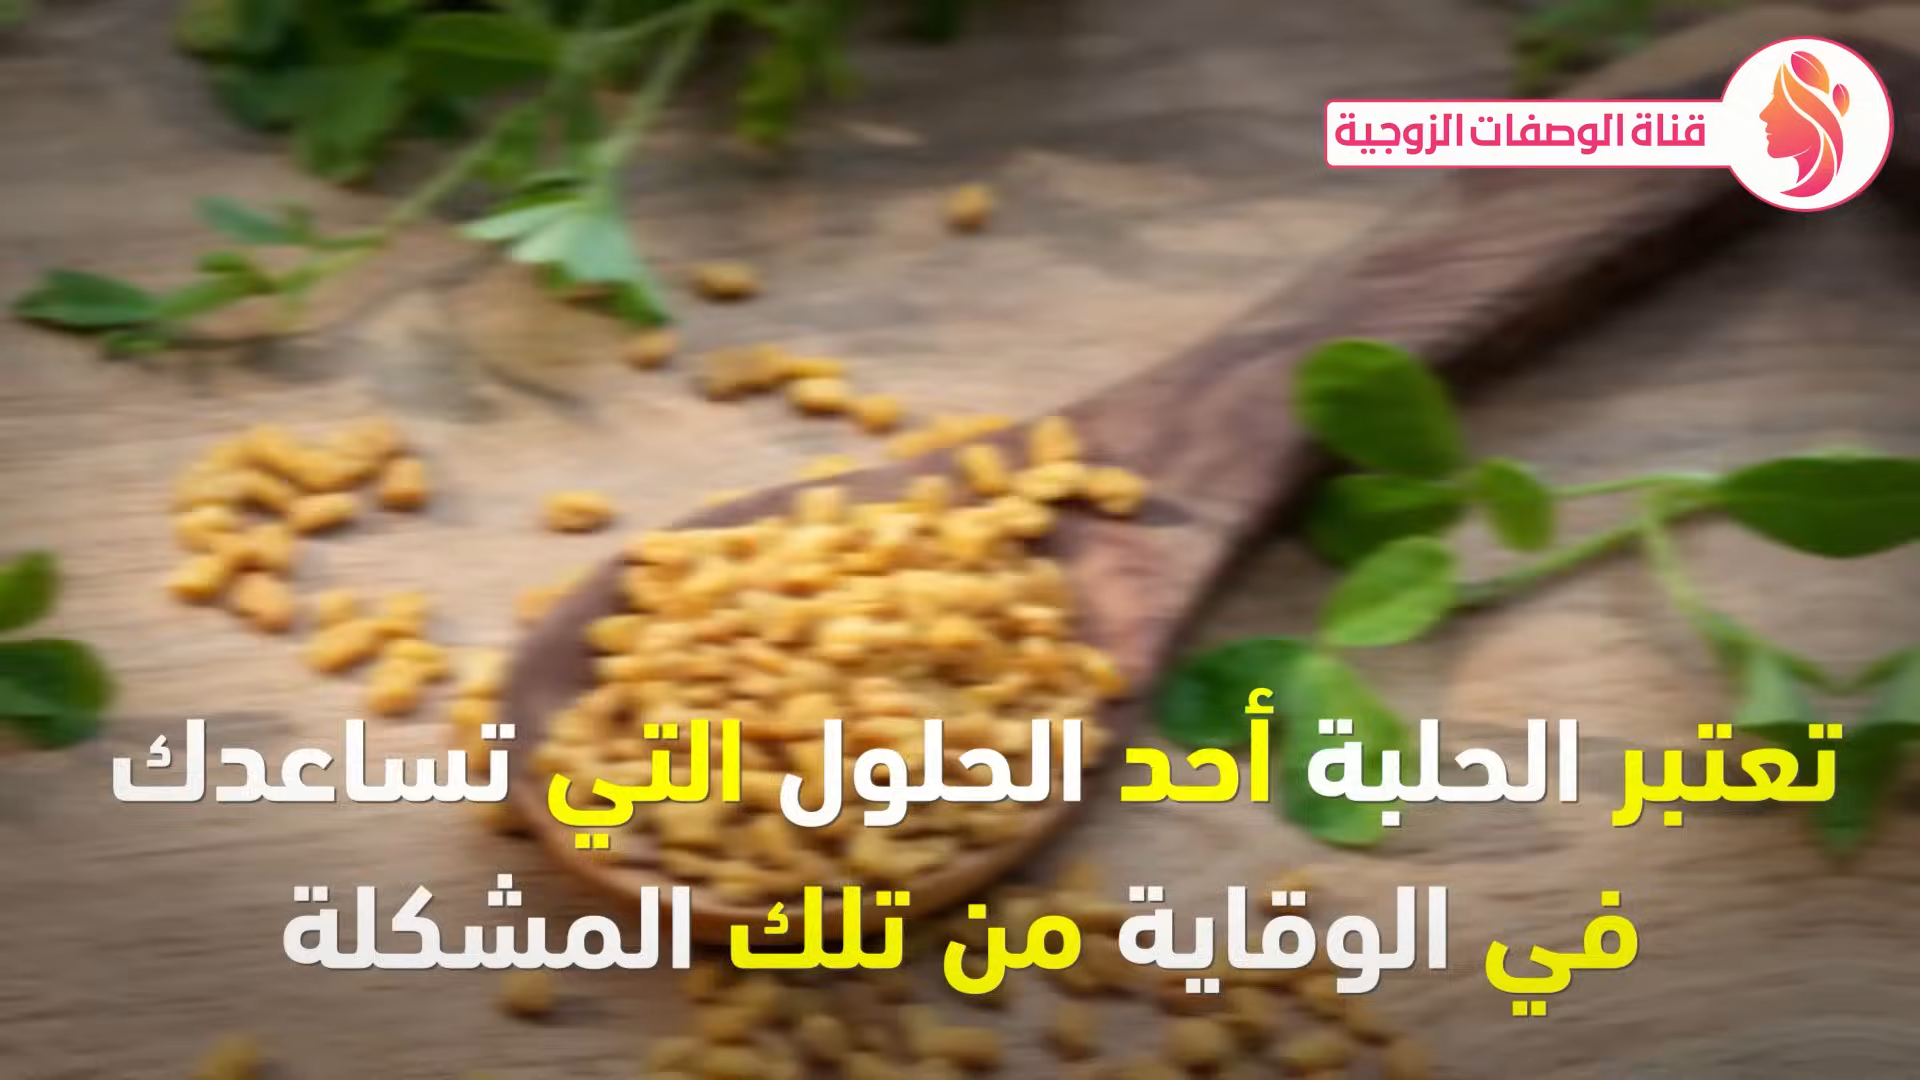 قناة الوصفات الزوجية
تعتبر الحلبة أحد الحلول التي تساعدك
في الوقاية من تلك المشكلة